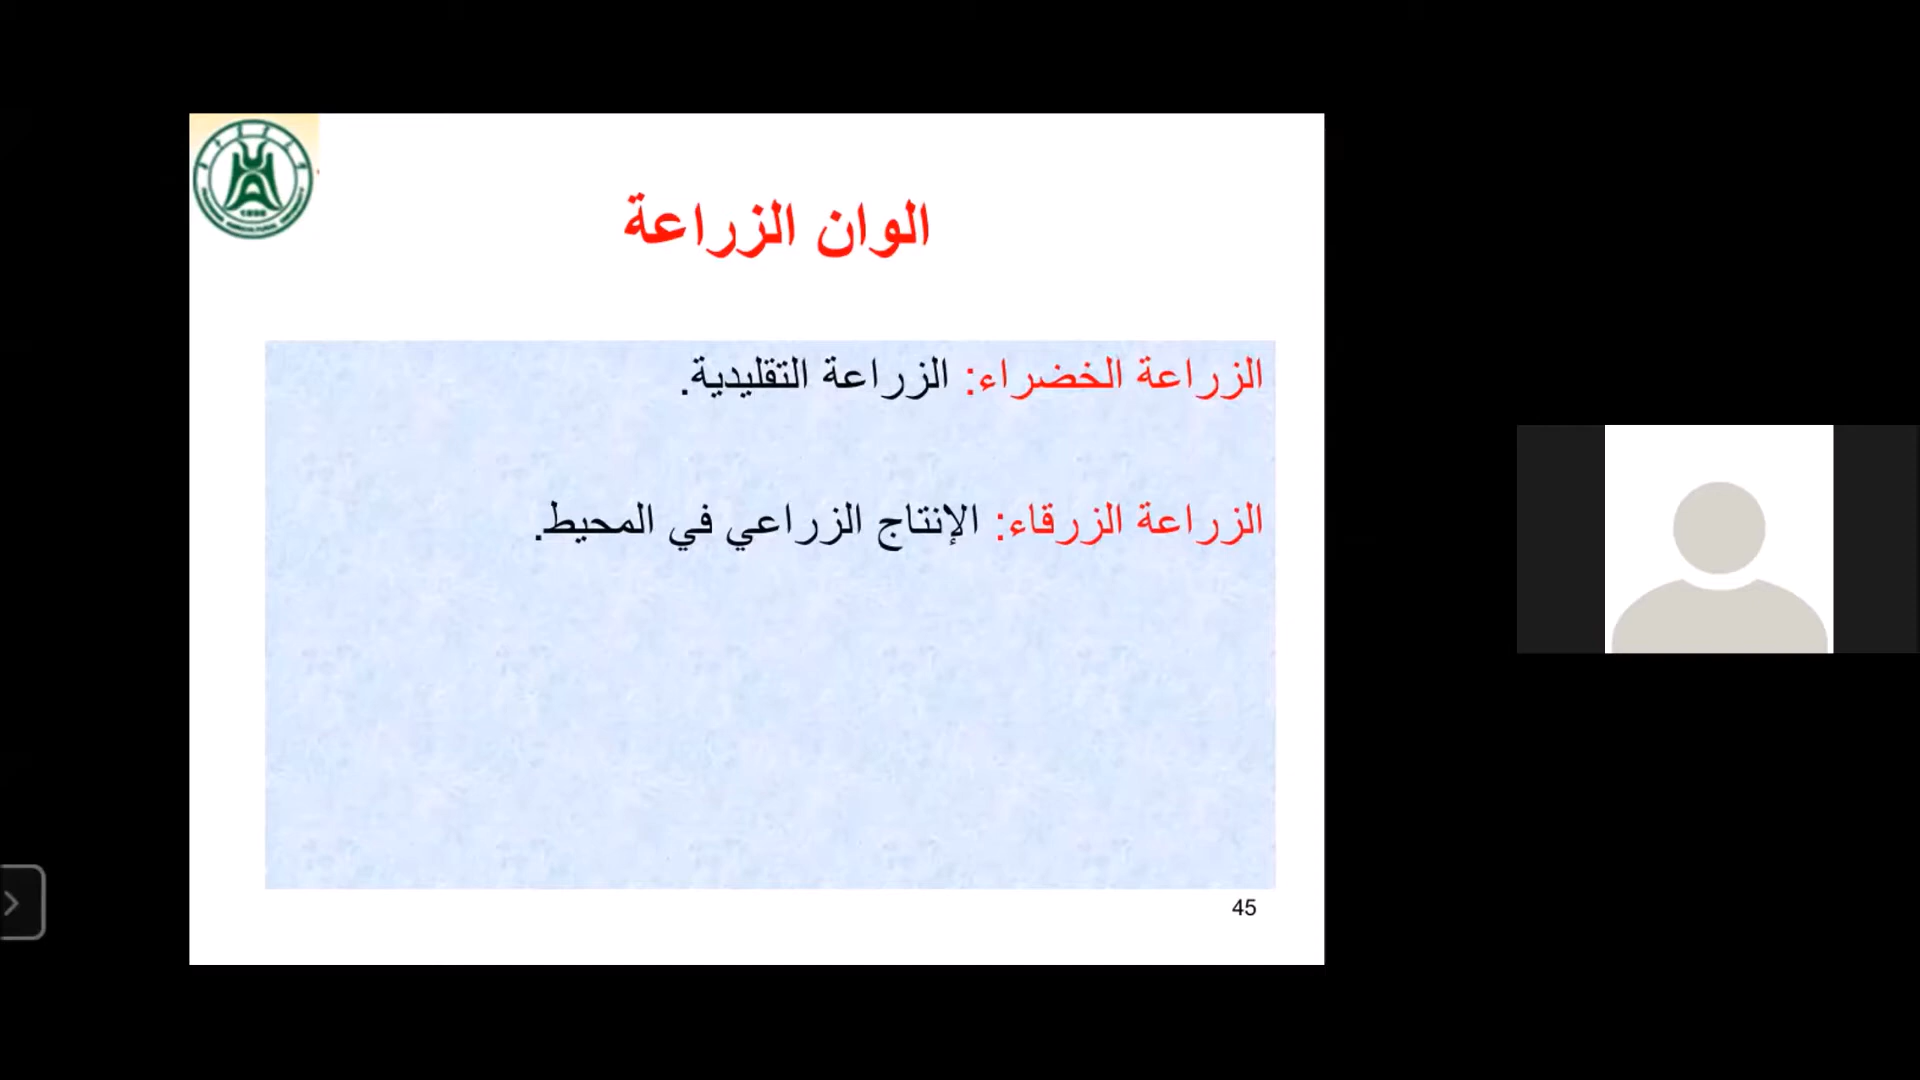 الوان الزراعة
الزراعة الخضراء: الزراعة التقليدية.
الزراعة الزرقاء: الإنتاج الزراعي في المحيط.
45